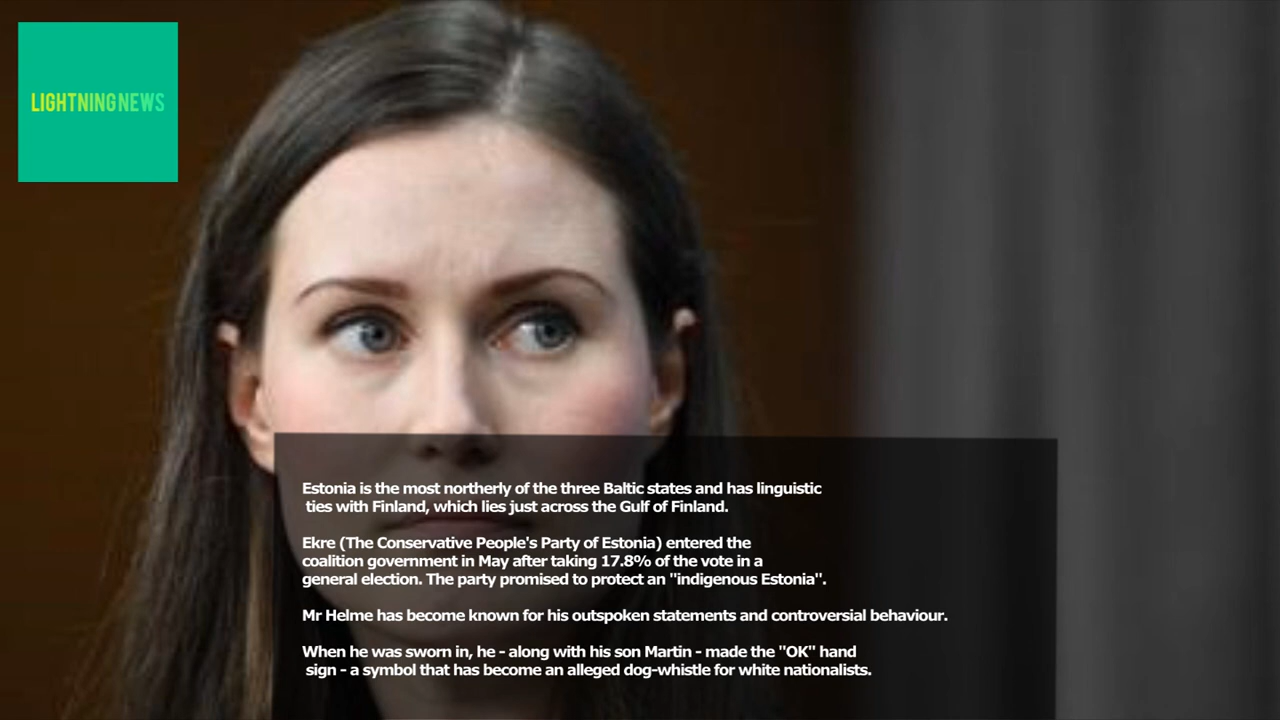 LIGHTNINGNEWS
Estonia is the most northerly of the three Baltic states and has linguistic
ties with Finland, which lies just across the Gulf of Finland.
Ekre (The Conservative People's Party of Estonia) entered the
coalition government in May after taking 17.8% of the vote in a
general election. The party promised to protect an "indigenous Estonia".
Mr Helme has become known for his outspoken statements and controversial behaviour.
When he was sworn in, he - along with his son Martin - made the "OK" hand
sign - a symbol that has become an alleged dog-whistle for white nationalists.